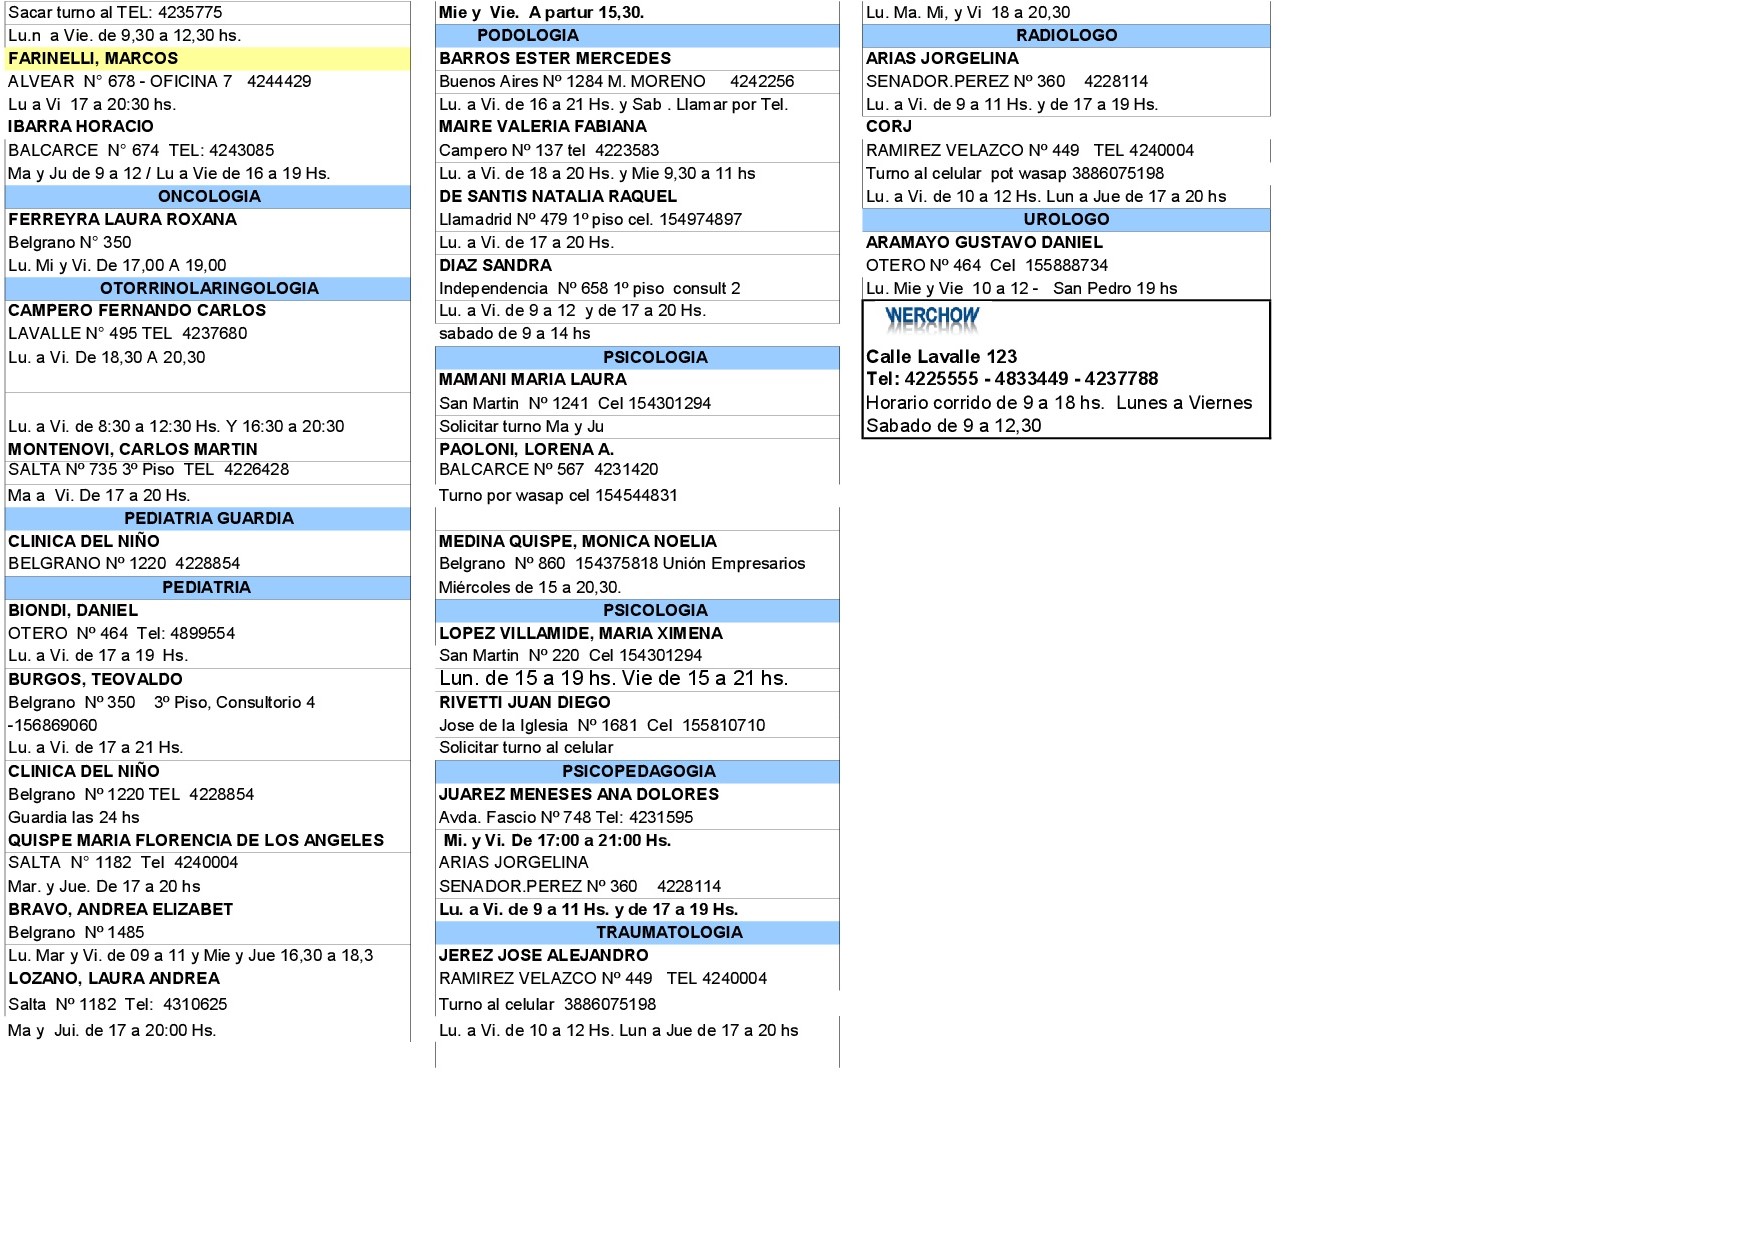 Sacar turno al TEL: 4235775
Lu.n a Vie. de 9,30 a 12,30 hs.
FARINELLI, MARCOS
ALVEAR N° 678 - OFICINA 7 4244429
Lu a Vi 17 a 20:30 hs.
IBARRA HORACIO
BALCARCE N° 674 TEL: 4243085
Ma y Ju de 9 a 12 / Lu a Vie de 16 a 19 Hs.
ONCOLOGIA
FERREYRA LAURA ROXANA
Belgrano N° 350
Lu. Mi y Vi. De 17,00 A 19,00
OTORRINOLARINGOLOGIA
CAMPERO FERNANDO CARLOS
LAVALLE N° 495 TEL 4237680
Lu. a Vi. De 18,30 A 20,30
Lu. a Vi. de 8:30 a 12:30 Hs. Y 16:30 a 20:30
MONTENOVI, CARLOS MARTIN
SALTA Nº 735 3º Piso TEL 4226428
Ma a Vi. De 17 a 20 Hs.
PEDIATRIA GUARDIA
CLINICA DEL NIÑO
BELGRANO Nº 1220 4228854
PEDIATRIA
BIONDI, DANIEL
OTERO Nº 464 Tel: 4899554
Lu. a Vi. de 17 a 19 Hs.
BURGOS, TEOVALDO
Belgrano Nº 350 3º Piso, Consultorio 4
-156869060
Lu. a Vi. de 17 a 21 Hs.
CLINICA DEL NIÑO
Belgrano Nº 1220 TEL 4228854
Guardia las 24 hs
QUISPE MARIA FLORENCIA DE LOS ANGELES
SALTA N° 1182 Tel 4240004
Mar. y Jue. De 17 a 20 hs
BRAVO, ANDREA ELIZABET
Belgrano Nº 1485
Lu. Mar y Vi. de 09 a 11 y Mie y Jue 16,30 a 18,3
LOZANO, LAURA ANDREA
Salta Nº 1182 Tel: 4310625
Ma y Jui. de 17 a 20:00 Hs.
Mie y Vie. A partur 15,30.
PODOLOGIA
BARROS ESTER MERCEDES
Buenos Aires Nº 1284 M. MORENO 4242256
Lu. a Vi. de 16 a 21 Hs. y Sab . Llamar por Tel.
MAIRE VALERIA FABIANA
Campero Nº 137 tel 4223583
Lu. a Vi. de 18 a 20 Hs. y Mie 9,30 a 11 hs
DE SANTIS NATALIA RAQUEL
Llamadrid Nº 479 1º piso cel. 154974897
Lu. a Vi. de 17 a 20 Hs.
DIAZ SANDRA
Independencia Nº 658 1º piso consult 2
Lu. a Vi. de 9 a 12 y de 17 a 20 Hs.
sabado de 9 a 14 hs
PSICOLOGIA
MAMANI MARIA LAURA
San Martin Nº 1241 Cel 154301294
Solicitar turno Ma y Ju
PAOLONI, LORENA A.
BALCARCE Nº 567 4231420
Turno por wasap cel 154544831
MEDINA QUISPE, MONICA NOELIA
Belgrano Nº 860 154375818 Unión Empresarios
Miércoles de 15 a 20,30.
PSICOLOGIA
LOPEZ VILLAMIDE, MARIA XIMENA
San Martin Nº 220 Cel 154301294
Lun. de 15 a 19 hs. Vie de 15 a 21 hs.
RIVETTI JUAN DIEGO
Jose de la Iglesia Nº 1681 Cel 155810710
Solicitar turno al celular
PSICOPEDAGOGIA
JUAREZ MENESES ANA DOLORES
Avda. Fascio Nº 748 Tel: 4231595
Mi. y Vi. De 17:00 a 21:00 Hs.
ARIAS JORGELINA
SENADOR.PEREZ Nº 360 4228114
Lu. a Vi. de 9 a 11 Hs. y de 17 a 19 Hs.
TRAUMATOLOGIA
JEREZ JOSE ALEJANDRO
RAMIREZ VELAZCO Nº 449 TEL 4240004
Turno al celular 3886075198
Lu. a Vi. de 10 a 12 Hs. Lun a Jue de 17 a 20 hs
Lu. Ma. Mi, y Vi 18 a 20,30
RADIOLOGO
ARIAS JORGELINA
SENADOR.PEREZ Nº 360 4228114
Lu. a Vi. de 9 a 11 Hs. y de 17 a 19 Hs.
CORJ
RAMIREZ VELAZCO Nº 449 TEL 4240004
Turno al celular pot wasap 3886075198
Lu. a Vi. de 10 a 12 Hs. Lun a Jue de 17 a 20 hs
UROLOGO
ARAMAYO GUSTAVO DANIEL
OTERO Nº 464 Cel 155888734
Lu. Mie y Vie 10 a 12 - San Pedro 19 hs
WERCHOW
Calle Lavalle 123
Tel: 4225555 - 4833449 - 4237788
Horario corrido de 9 a 18 hs. Lunes a Viernes
Sabado de 9 a 12,30